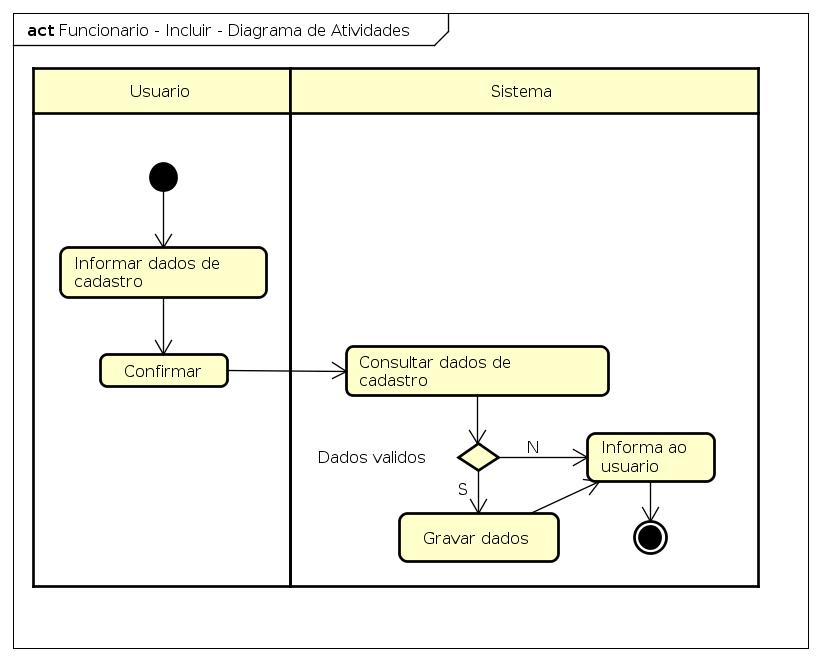 act Funcionario - Incluir - Diagrama de Atividades
Usuario
Sistema
Informar dados de
cadastro
Confirmar
Consultar dados de
cadastro
Dados validos
N
Informa ao
usuario
S
Gravar dados